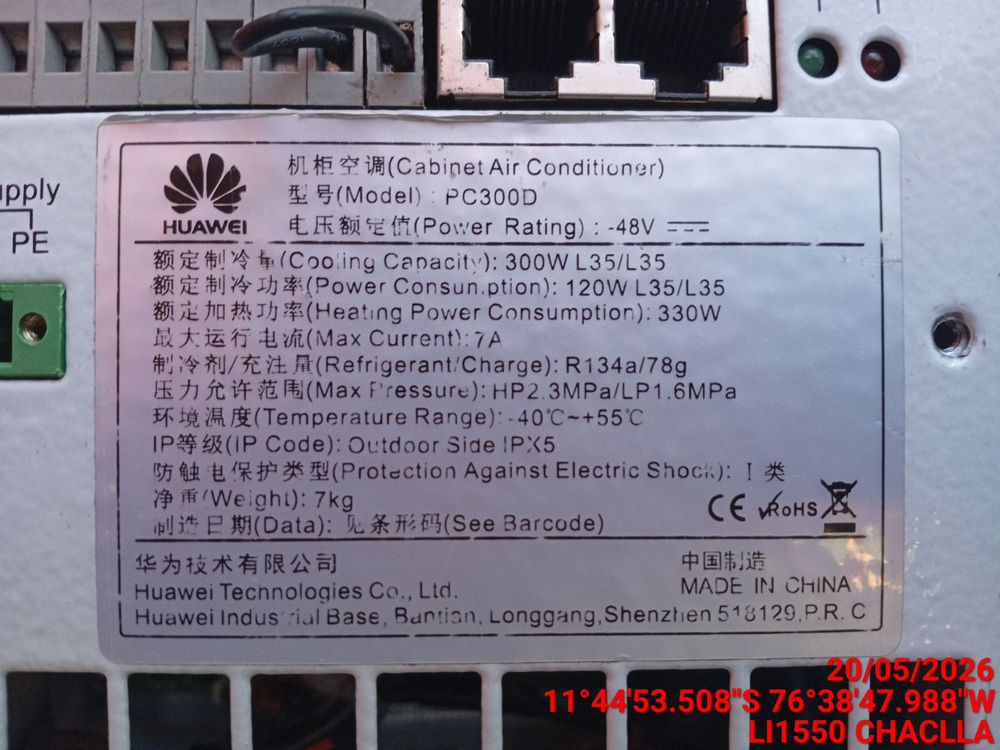 upply
PE
HUAWEI
机柜空调(Cabinet Air Conditioner)
型号(Model) : PC300D
电压额定值(Power Rating) : -48V
额定制冷量(Cooling Capacity): 300W L35/L35
额定制冷功率(Power Consumption): 120W L35/L35
额定加热功率(Heating Power Consumption): 330W
最大运行电流(Max Current): 7A
制冷剂/充注量(Refrigerant/Charge): R134a/78g
压力允许范围(Max Pressure): HP2.3MPa/LP1.6MPa
环境温度(Temperature Range): -40℃~+55℃
IP等级(IP Code): Outdoor Side IPX5
防触电保护类型(Protection Against Electric Shock): I 类
净重(Weight): 7kg
制造日期(Data): 见条形码(See Barcode)
CE RoHS
华为技术有限公司
中国制造
Huawei Technologies Co., Ltd.
MADE IN CHINA
Huawei Industrial Base, Bantian, Longgang, Shenzhen 518129, P.R. C
20/05/2026
11°44'53.508"S 76°38'47.988"W
LI1550 CHACLLA